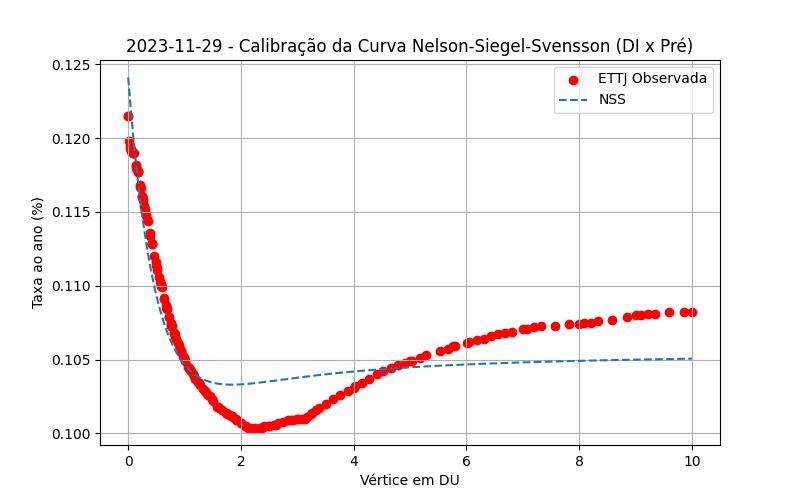 2023-11-29 - Calibração da Curva Nelson-Siegel-Svensson (DI x Pré)
0.125
ETTJ Observada
NSS
0.120
0.115
Taxa ao ano (%)
0.110
0.105
0.100
0 2 4 6 8 10
Vértice em DU